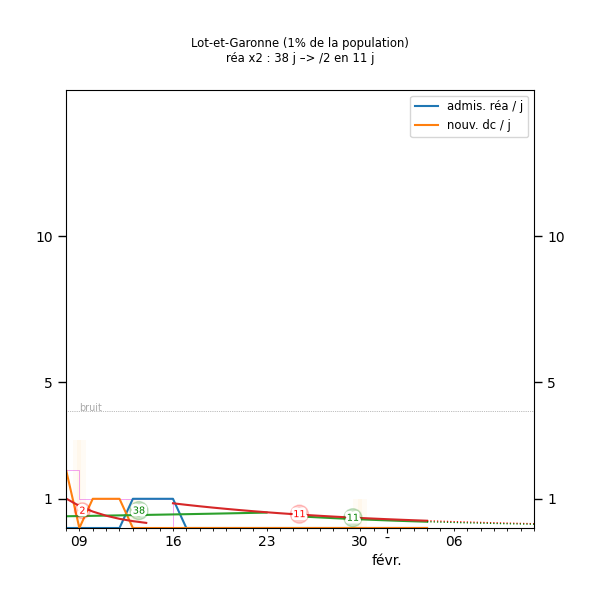 Lot-et-Garonne (1% de la population)
réa x2 : 38 j –> /2 en 11 j
admis. réa / j
nouv. dc / j
10 10
5 5
bruit
1 1
2 38 11 11
09 16 23 30 - 06
févr.